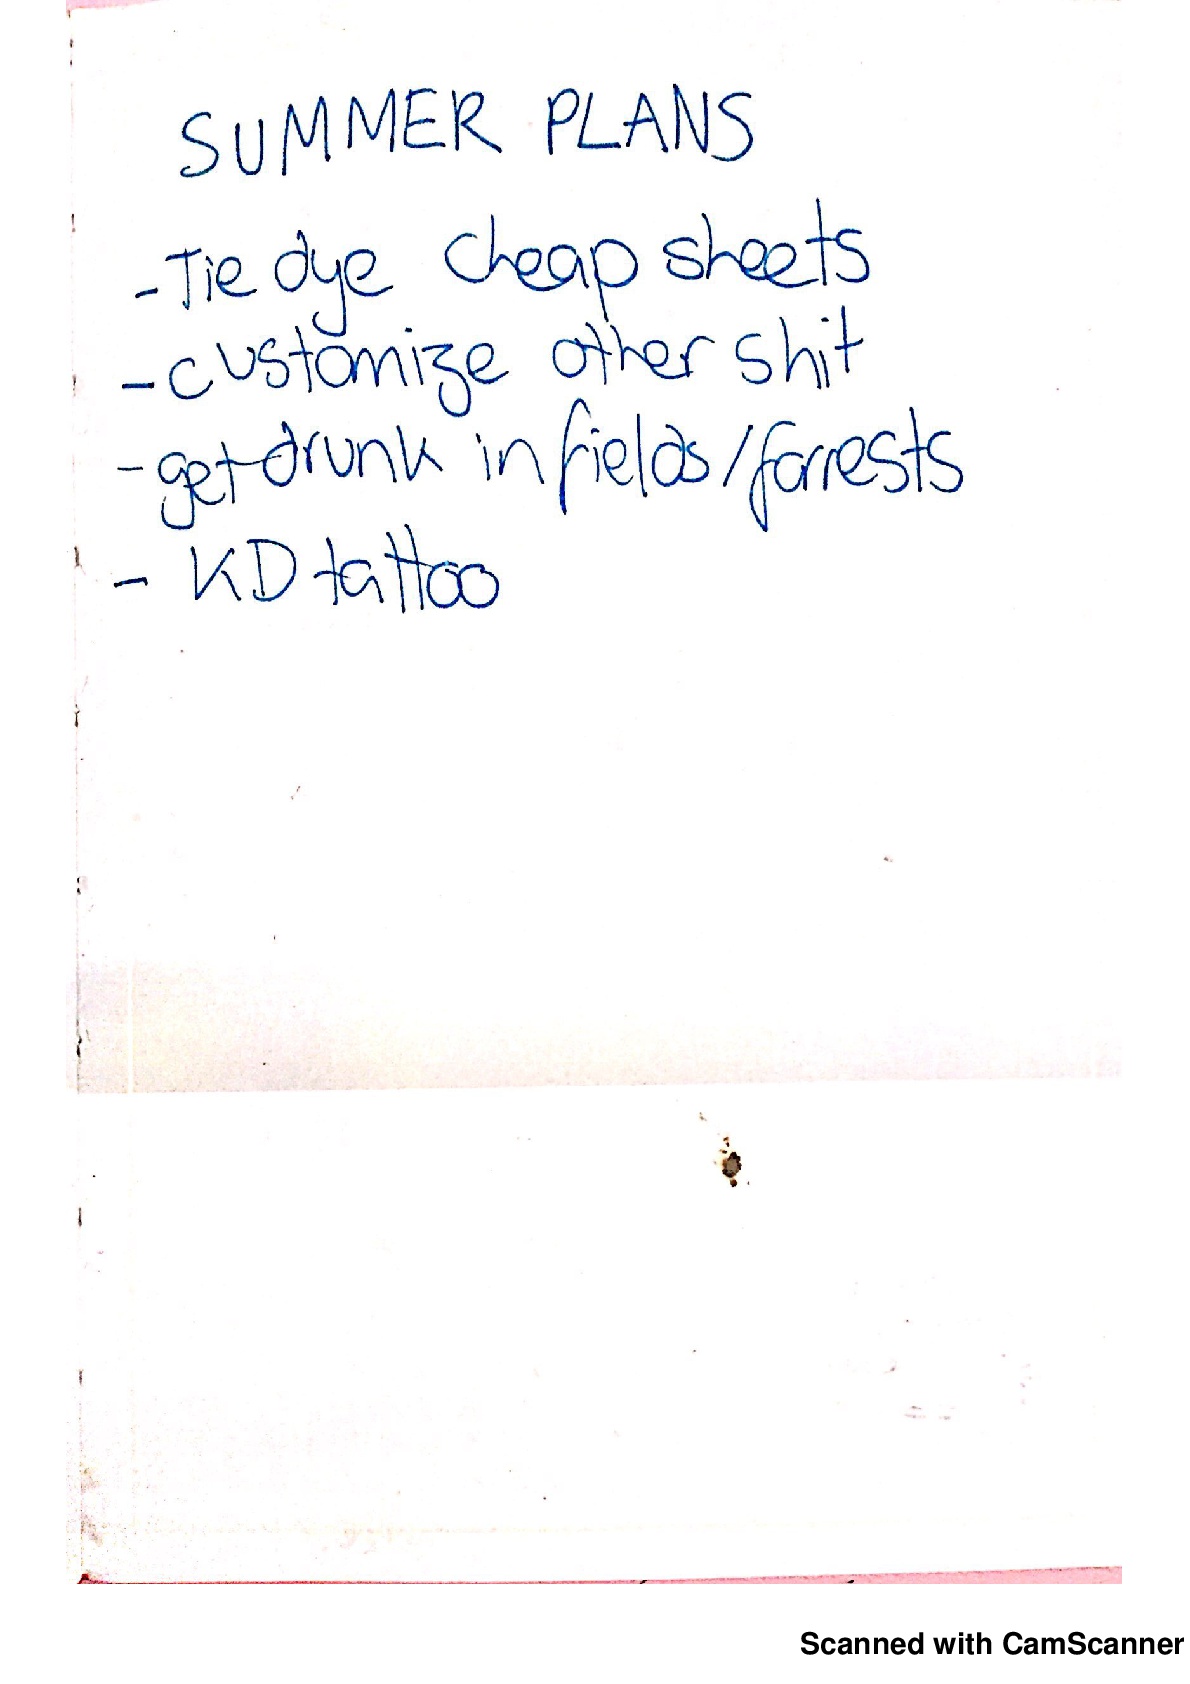 SUMMER PLANS
- Tie dye cheap sheets
- customize other shit
- get drunk in fields/forrests
- KD tattoo
Scanned with CamScanner